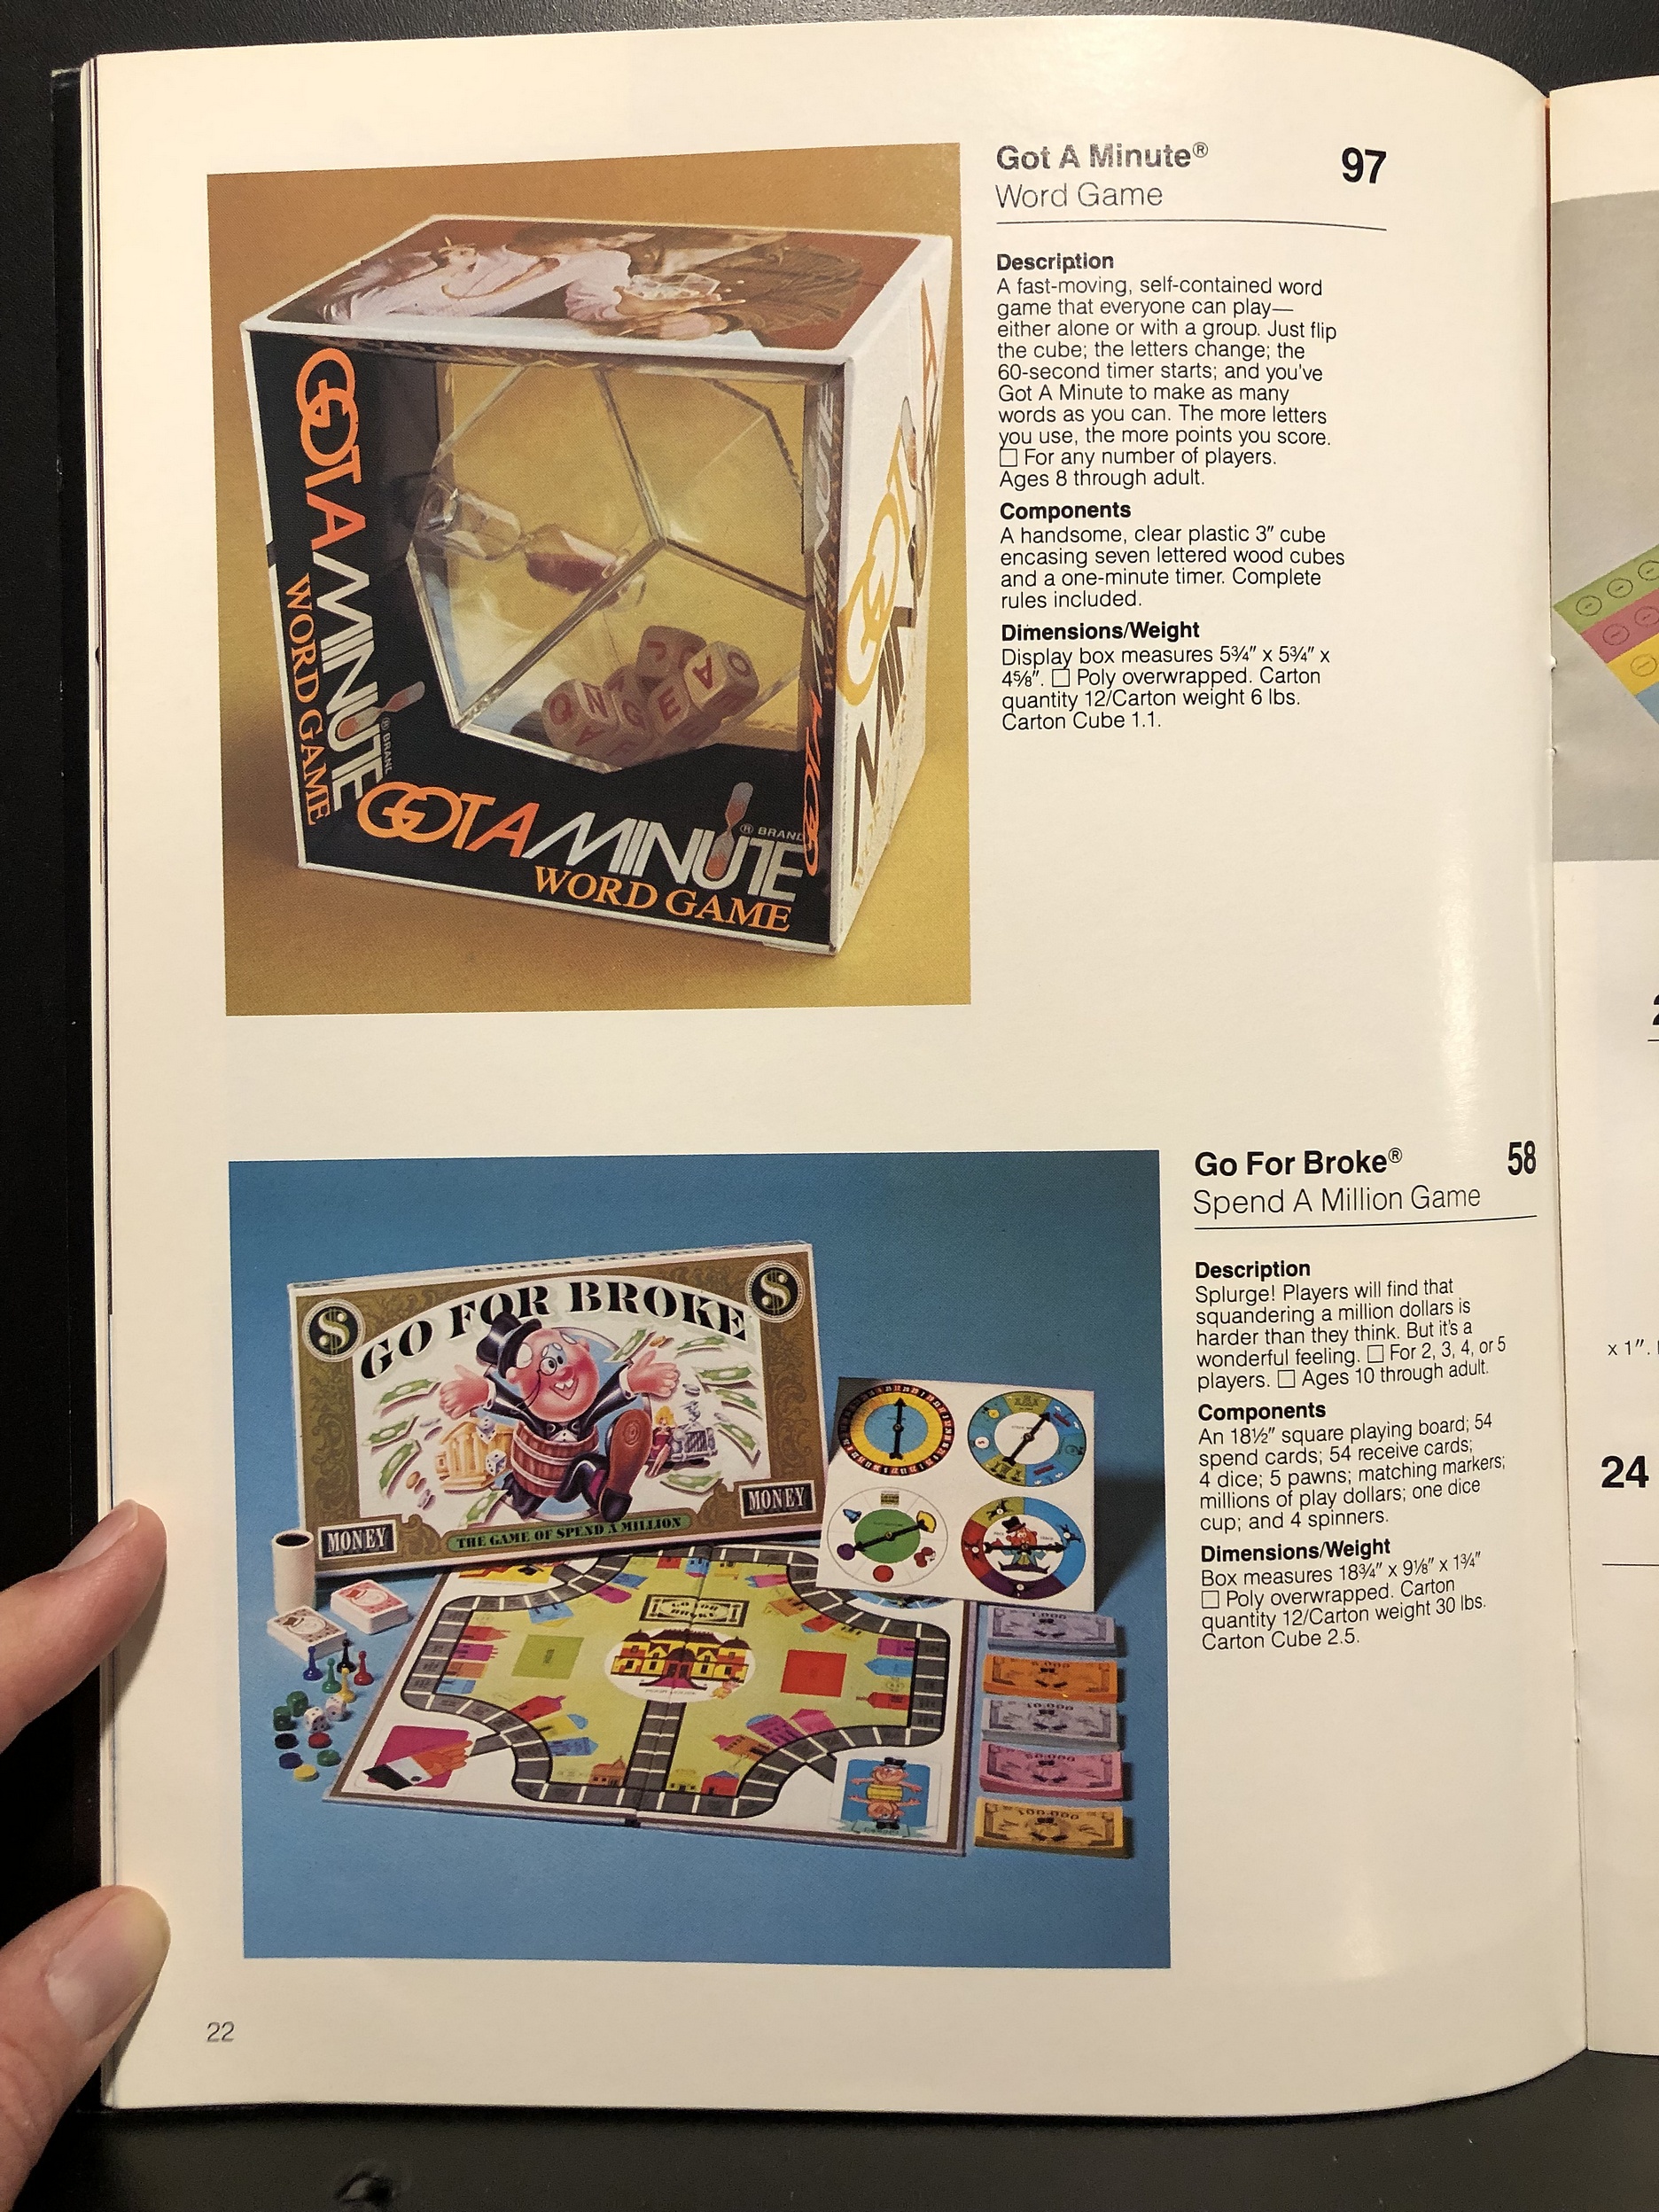 Got A Minute®
97
Word Game
Description
A fast-moving, self-contained word
game that everyone can play—
either alone or with a group. Just flip
the cube; the letters change; the
60-second timer starts; and you've
Got A Minute to make as many
words as you can. The more letters
you use, the more points you score.
☐ For any number of players.
Ages 8 through adult.
Components
A handsome, clear plastic 3″ cube
encasing seven lettered wood cubes
and a one-minute timer. Complete
rules included.
Dimensions/Weight
Display box measures 5¾″ x 5¾″ x
4⅝″. ☐ Poly overwrapped. Carton
quantity 12/Carton weight 6 lbs.
Carton Cube 1.1.
GOT A MINUTE
WORD GAME
GOT A MINUTE ® BRAND
WORD GAME
Go For Broke®
58
Spend A Million Game
Description
Splurge! Players will find that
squandering a million dollars is
harder than they think. But it's a
wonderful feeling. ☐ For 2, 3, 4, or 5
players. ☐ Ages 10 through adult.
Components
An 18½″ square playing board; 54
spend cards; 54 receive cards;
4 dice; 5 pawns; matching markers;
millions of play dollars; one dice
cup; and 4 spinners.
Dimensions/Weight
Box measures 18¾″ x 9⅛″ x 1¾″
☐ Poly overwrapped. Carton
quantity 12/Carton weight 30 lbs.
Carton Cube 2.5.
$
$
GO FOR BROKE
MONEY
MONEY
THE GAME OF SPEND A MILLION
GO FOR
BROKE
x 1″.
24
22